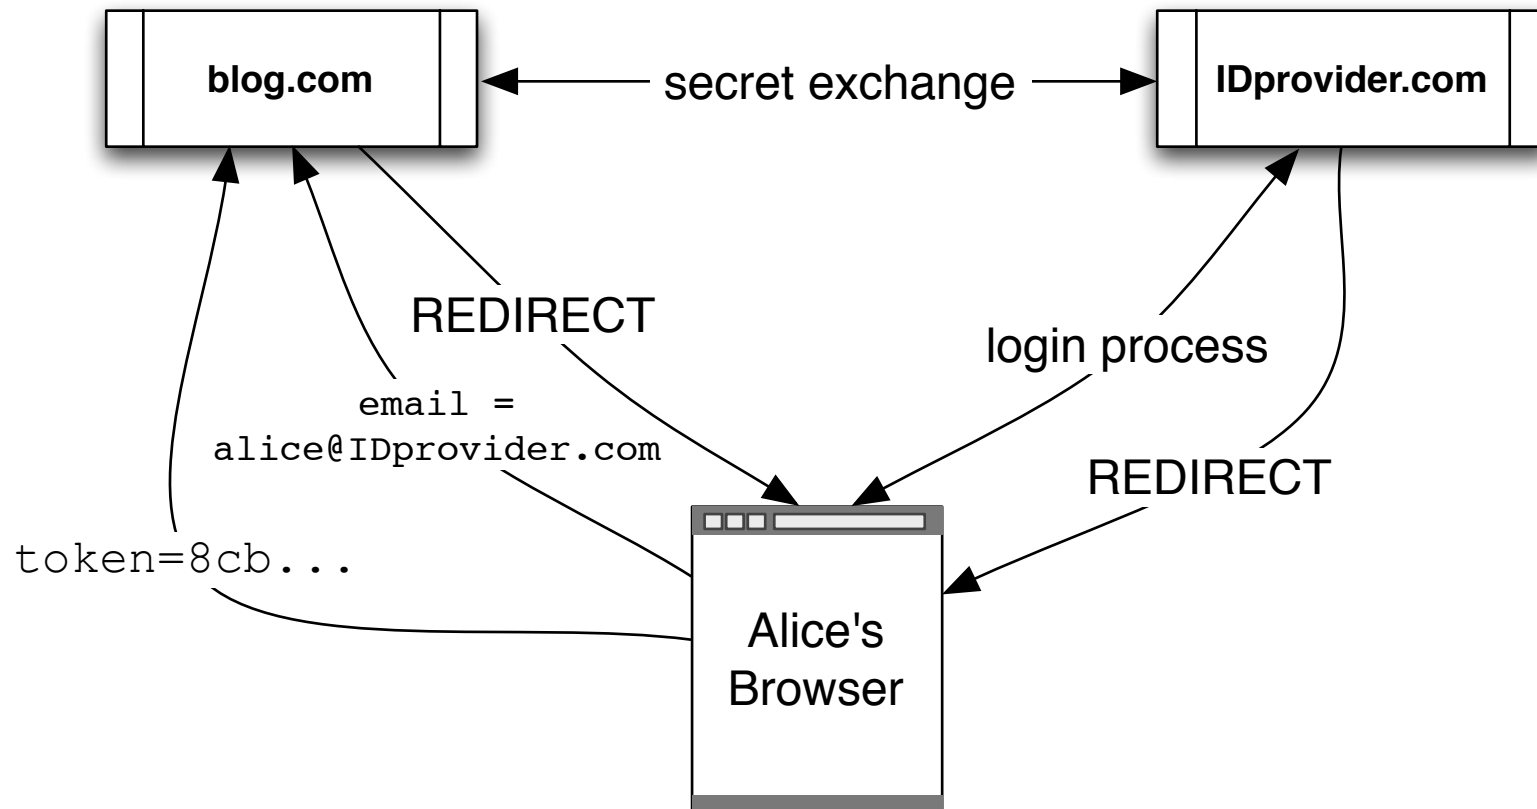 blog.com
secret exchange
IDprovider.com
REDIRECT
login process
email =
alice@IDprovider.com
REDIRECT
token=8cb...
Alice's
Browser